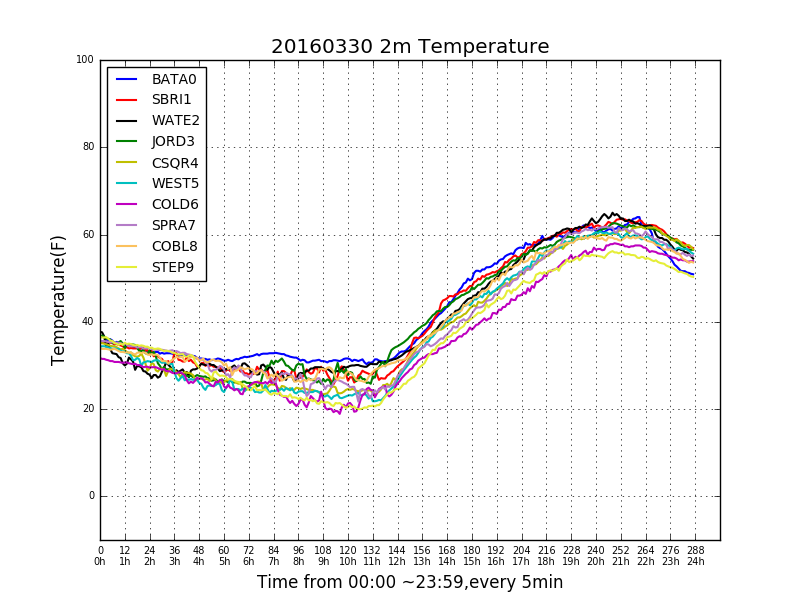 20160330 2m Temperature
100
80
60
40
20
0
Temperature(F)
BATA0
SBRI1
WATE2
JORD3
CSQR4
WEST5
COLD6
SPRA7
COBL8
STEP9
0 12 24 36 48 60 72 84 96 108 120 132 144 156 168 180 192 204 216 228 240 252 264 276 288
0h 1h 2h 3h 4h 5h 6h 7h 8h 9h 10h 11h 12h 13h 14h 15h 16h 17h 18h 19h 20h 21h 22h 23h 24h
Time from 00:00 ~23:59,every 5min